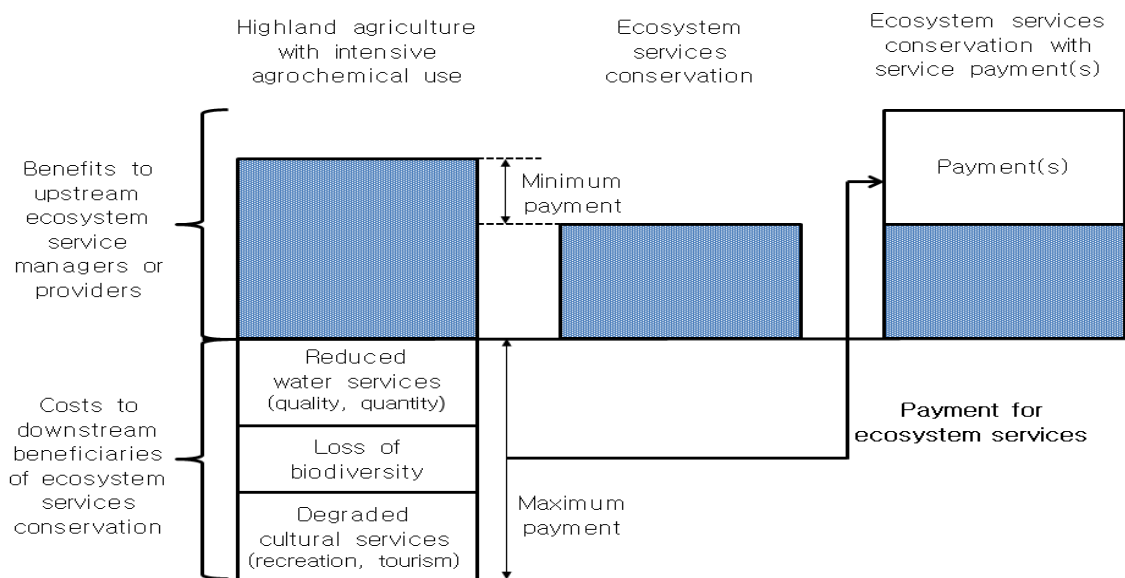 Highland agriculture
with intensive
agrochemical use
Ecosystem
services
conservation
Ecosystem services
conservation with
service payment(s)
Benefits to
upstream
ecosystem
service
managers or
providers
Minimum
payment
Payment(s)
Costs to
downstream
beneficiaries
of ecosystem
services
conservation
Reduced
water services
(quality, quantity)
Loss of
biodiversity
Degraded
cultural services
(recreation, tourism)
Maximum
payment
Payment for
ecosystem services